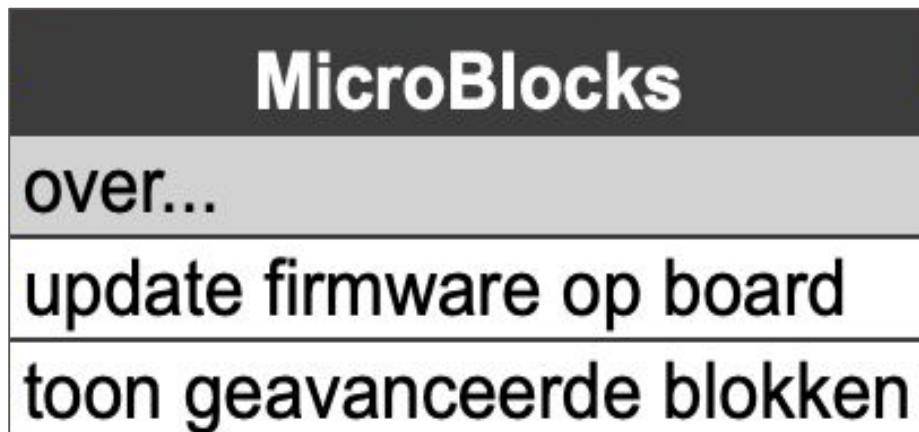 MicroBlocks
over...
update firmware op board
toon geavanceerde blokken